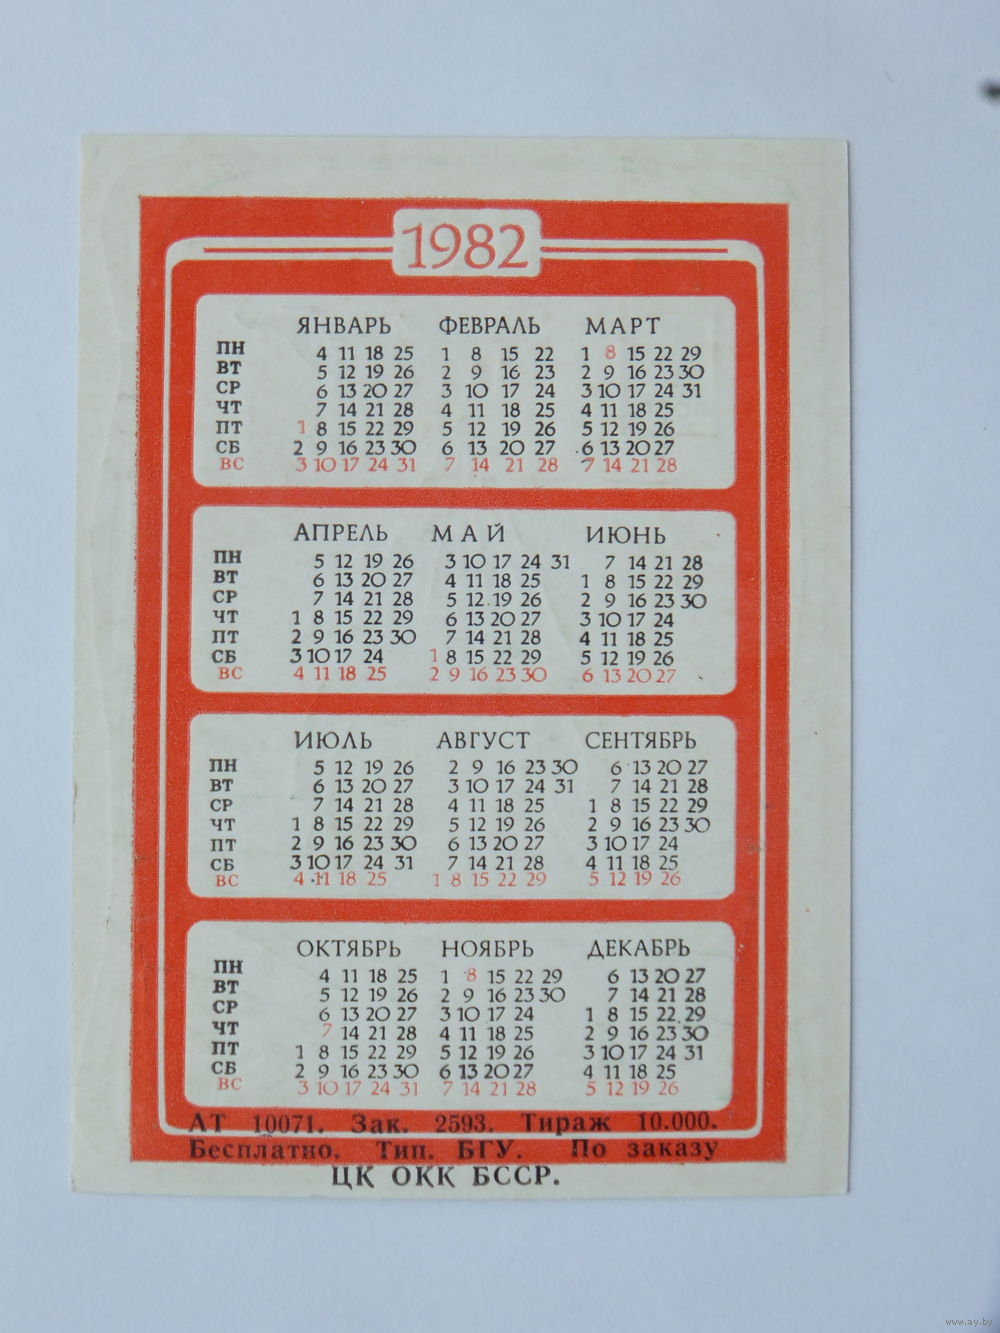 1982
ЯНВАРЬ ФЕВРАЛЬ МАРТ
ПН 4 11 18 25 1 8 15 22 1 8 15 22 29
ВТ 5 12 19 26 2 9 16 23 2 9 16 23 30
СР 6 13 20 27 3 10 17 24 3 10 17 24 31
ЧТ 7 14 21 28 4 11 18 25 4 11 18 25
ПТ 1 8 15 22 29 5 12 19 26 5 12 19 26
СБ 2 9 16 23 30 6 13 20 27 6 13 20 27
ВС 3 10 17 24 31 7 14 21 28 7 14 21 28
АПРЕЛЬ МАЙ ИЮНЬ
ПН 5 12 19 26 3 10 17 24 31 7 14 21 28
ВТ 6 13 20 27 4 11 18 25 1 8 15 22 29
СР 7 14 21 28 5 12 19 26 2 9 16 23 30
ЧТ 1 8 15 22 29 6 13 20 27 3 10 17 24
ПТ 2 9 16 23 30 7 14 21 28 4 11 18 25
СБ 3 10 17 24 1 8 15 22 29 5 12 19 26
ВС 4 11 18 25 2 9 16 23 30 6 13 20 27
ИЮЛЬ АВГУСТ СЕНТЯБРЬ
ПН 5 12 19 26 2 9 16 23 30 6 13 20 27
ВТ 6 13 20 27 3 10 17 24 31 7 14 21 28
СР 7 14 21 28 4 11 18 25 1 8 15 22 29
ЧТ 1 8 15 22 29 5 12 19 26 2 9 16 23 30
ПТ 2 9 16 23 30 6 13 20 27 3 10 17 24
СБ 3 10 17 24 31 7 14 21 28 4 11 18 25
ВС 4 11 18 25 1 8 15 22 29 5 12 19 26
ОКТЯБРЬ НОЯБРЬ ДЕКАБРЬ
ПН 4 11 18 25 1 8 15 22 29 6 13 20 27
ВТ 5 12 19 26 2 9 16 23 30 7 14 21 28
СР 6 13 20 27 3 10 17 24 1 8 15 22 29
ЧТ 7 14 21 28 4 11 18 25 2 9 16 23 30
ПТ 1 8 15 22 29 5 12 19 26 3 10 17 24 31
СБ 2 9 16 23 30 6 13 20 27 4 11 18 25
ВС 3 10 17 24 31 7 14 21 28 5 12 19 26
АТ 10071. Зак. 2593. Тираж 10.000.
Бесплатно. Тип. БГУ. По заказу
ЦК ОКК БССР.
www.ay.by